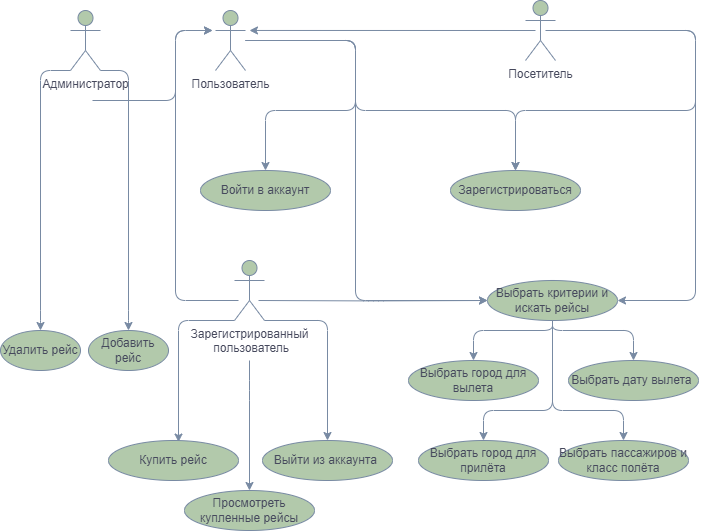 Посетитель
Администратор
Пользователь
Войти в аккаунт
Зарегистрироваться
Выбрать критерии и
искать рейсы
Зарегистрированный
пользователь
Удалить рейс
Добавить
рейс
Выбрать город для
вылета
Выбрать дату вылета
Купить рейс
Выйти из аккаунта
Выбрать город для
прилёта
Выбрать пассажиров и
класс полёта
Просмотреть
купленные рейсы